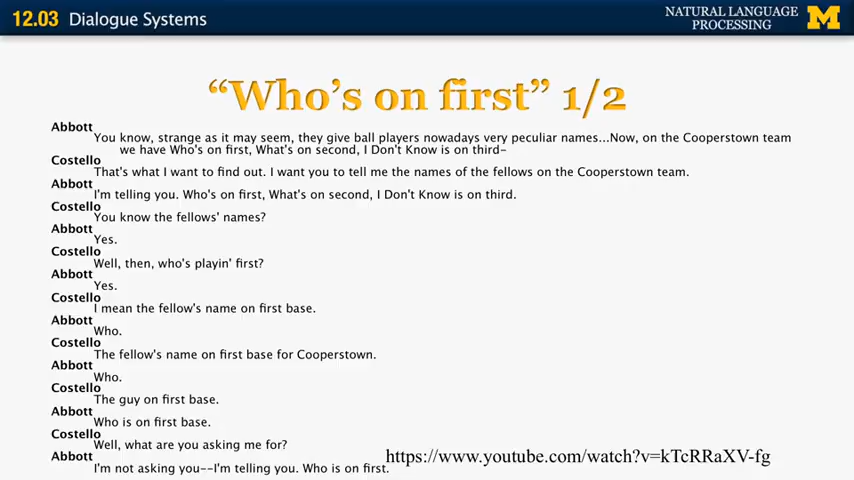 12.03 Dialogue Systems
NATURAL LANGUAGE
PROCESSING
M
“Who’s on first” 1/2
Abbott
You know, strange as it may seem, they give ball players nowadays very peculiar names...Now, on the Cooperstown team
we have Who's on first, What's on second, I Don't Know is on third-
Costello
That's what I want to find out. I want you to tell me the names of the fellows on the Cooperstown team.
Abbott
I'm telling you. Who's on first, What's on second, I Don't Know is on third.
Costello
You know the fellows' names?
Abbott
Yes.
Costello
Well, then, who's playin' first?
Abbott
Yes.
Costello
I mean the fellow's name on first base.
Abbott
Who.
Costello
The fellow's name on first base for Cooperstown.
Abbott
Who.
Costello
The guy on first base.
Abbott
Who is on first base.
Costello
Well, what are you asking me for?
Abbott
I'm not asking you--I'm telling you. Who is on first.
https://www.youtube.com/watch?v=kTcRRaXV-fg